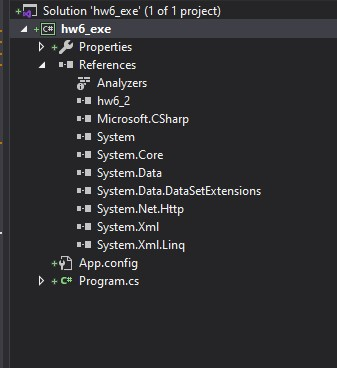 Solution 'hw6_exe' (1 of 1 project)
C# hw6_exe
Properties
References
Analyzers
hw6_2
Microsoft.CSharp
System
System.Core
System.Data
System.Data.DataSetExtensions
System.Net.Http
System.Xml
System.Xml.Linq
App.config
C# Program.cs